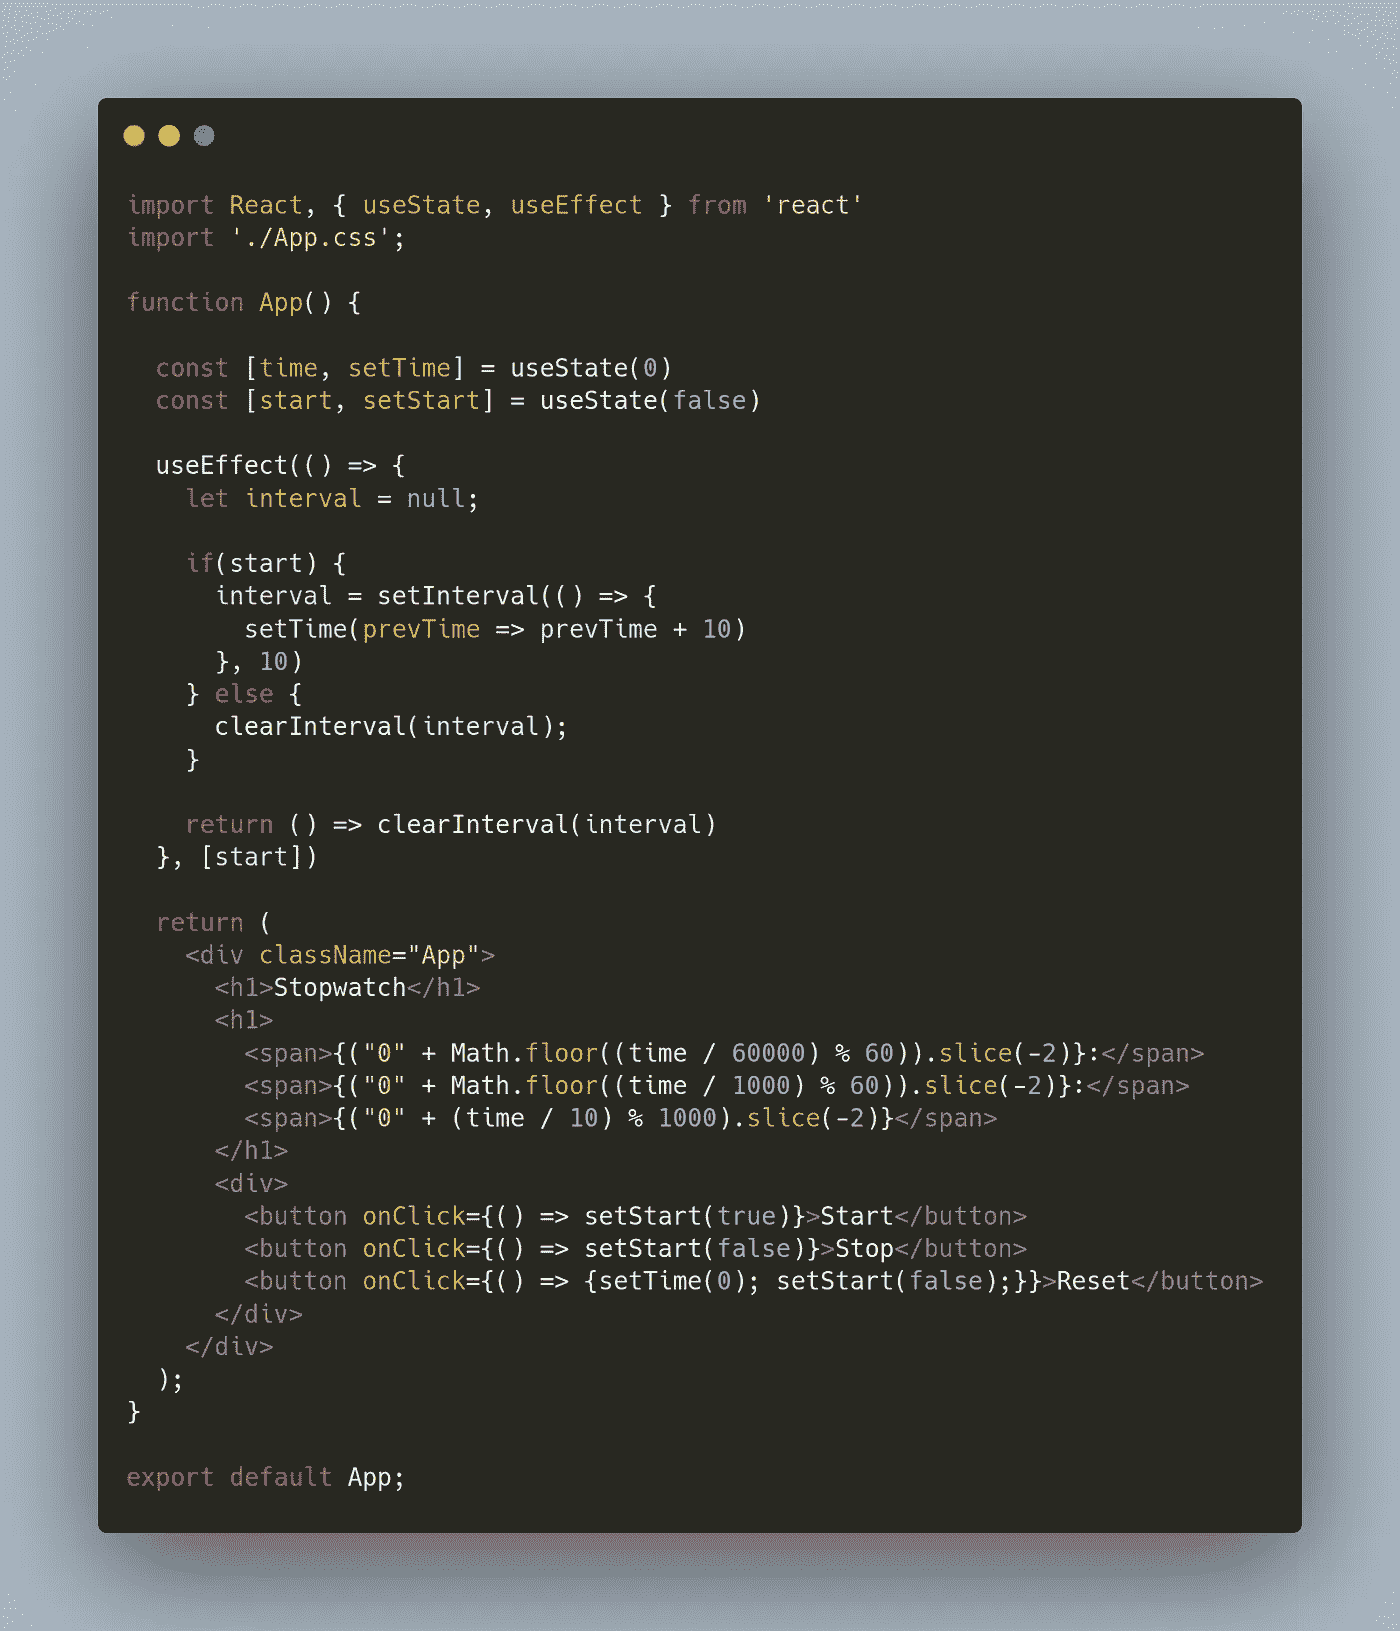 import React, { useState, useEffect } from 'react'
import './App.css';

function App() {

  const [time, setTime] = useState(0)
  const [start, setStart] = useState(false)

  useEffect(() => {
    let interval = null;

    if(start) {
      interval = setInterval(() => {
        setTime(prevTime => prevTime + 10)
      }, 10)
    } else {
      clearInterval(interval);
    }

    return () => clearInterval(interval)
  }, [start])

  return (
    <div className="App">
      <h1>Stopwatch</h1>
      <h1>
        <span>{("0" + Math.floor((time / 60000) % 60)).slice(-2)}:</span>
        <span>{("0" + Math.floor((time / 1000) % 60)).slice(-2)}:</span>
        <span>{("0" + (time / 10) % 1000).slice(-2)}</span>
      </h1>
      <div>
        <button onClick={() => setStart(true)}>Start</button>
        <button onClick={() => setStart(false)}>Stop</button>
        <button onClick={() => {setTime(0); setStart(false);}}>Reset</button>
      </div>
    </div>
  );
}

export default App;